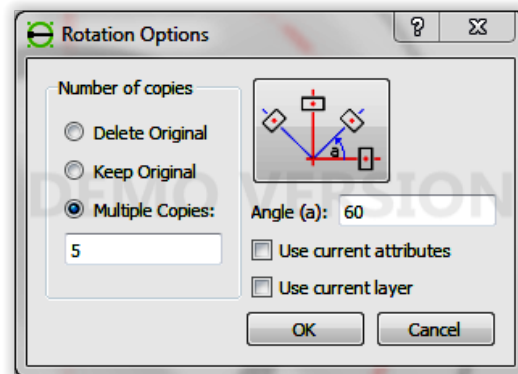 Rotation Options
?
Number of copies
Delete Original
Keep Original
Multiple Copies:
5
a
Angle (a): 60
Use current attributes
Use current layer
OK
Cancel
DEMO VERSION